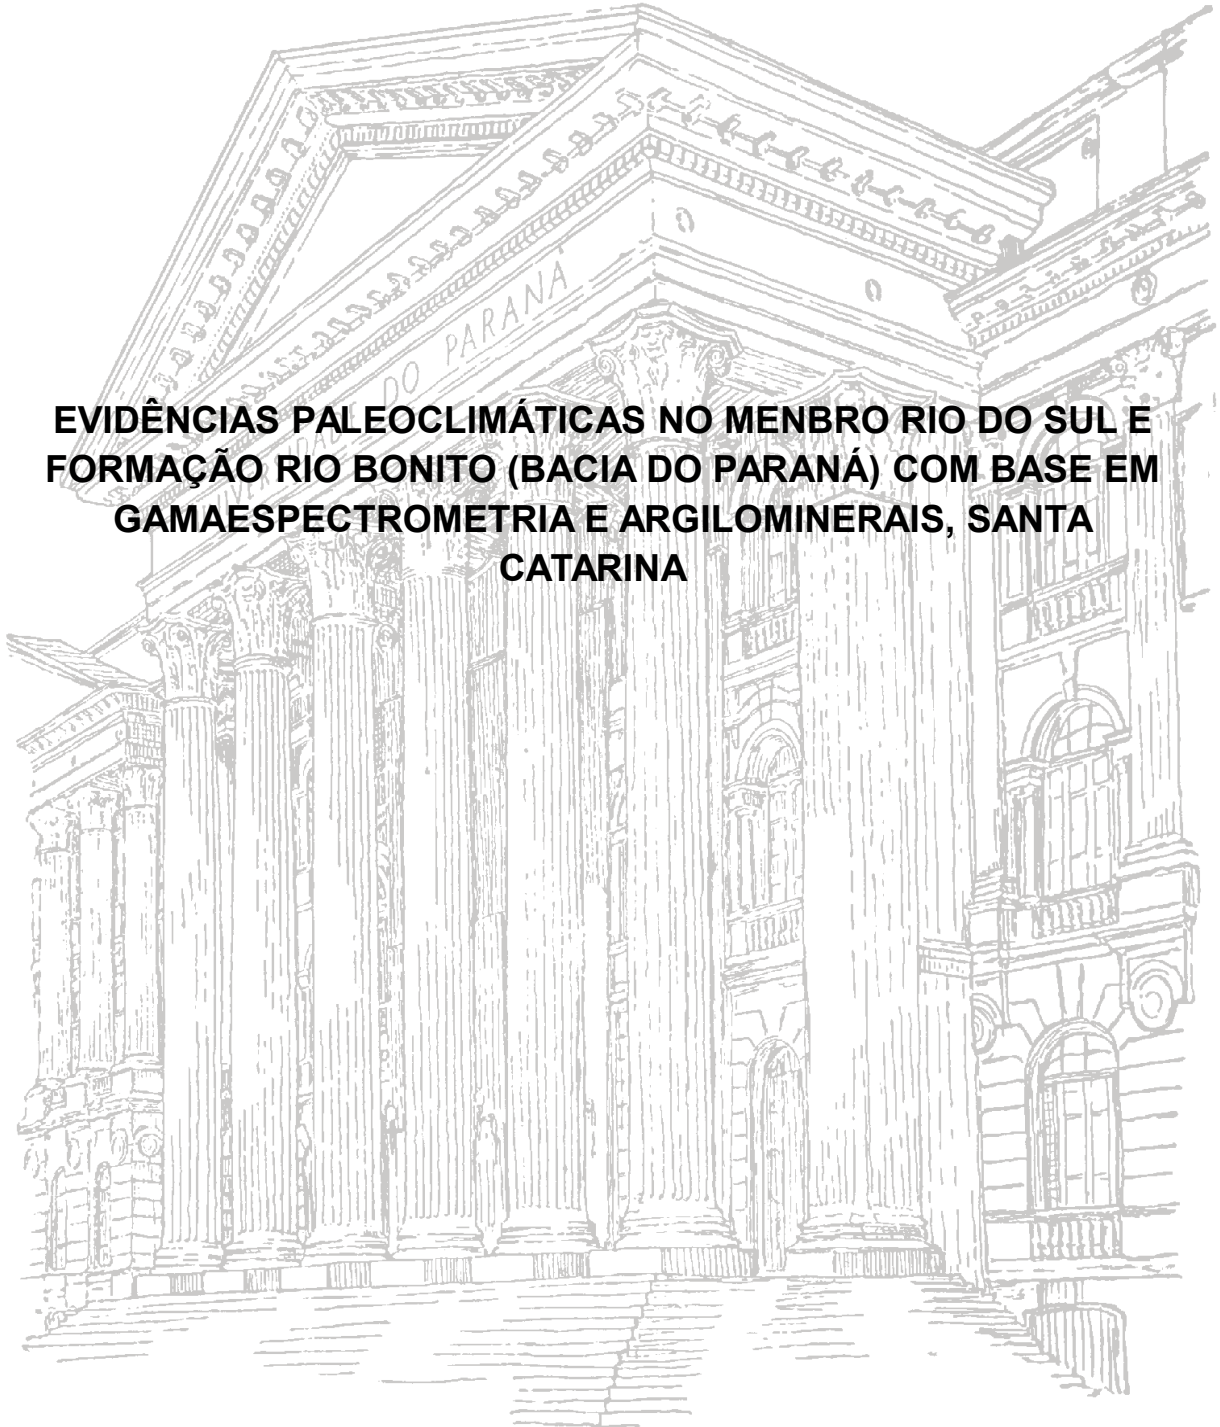 DO PARANÁ
EVIDÊNCIAS PALEOCLIMÁTICAS NO MENBRO RIO DO SUL E
FORMAÇÃO RIO BONITO (BACIA DO PARANÁ) COM BASE EM
GAMAESPECTROMETRIA E ARGILOMINERAIS, SANTA
CATARINA